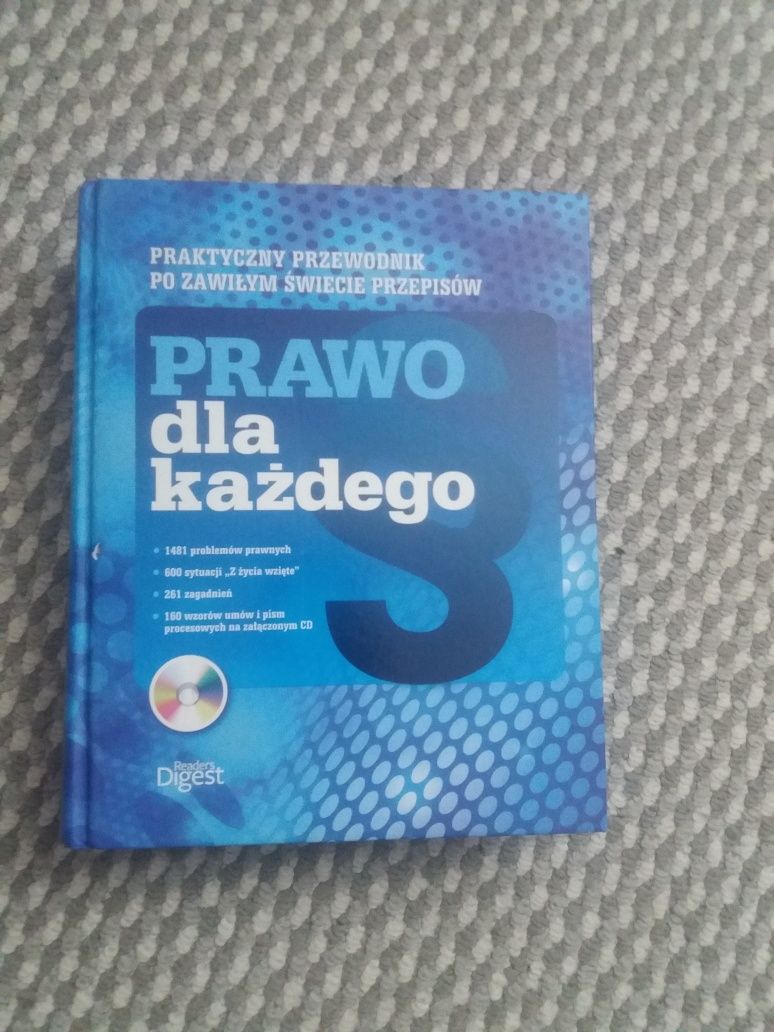 PRAKTYCZNY PRZEWODNIK
PO ZAWIŁYM ŚWIECIE PRZEPISÓW
PRAWO
dla
każdego
• 1481 problemów prawnych
• 600 sytuacji „Z życia wzięte”
• 261 zagadnień
• 160 wzorów umów i pism
procesowych na załączonym CD
Readers
Digest